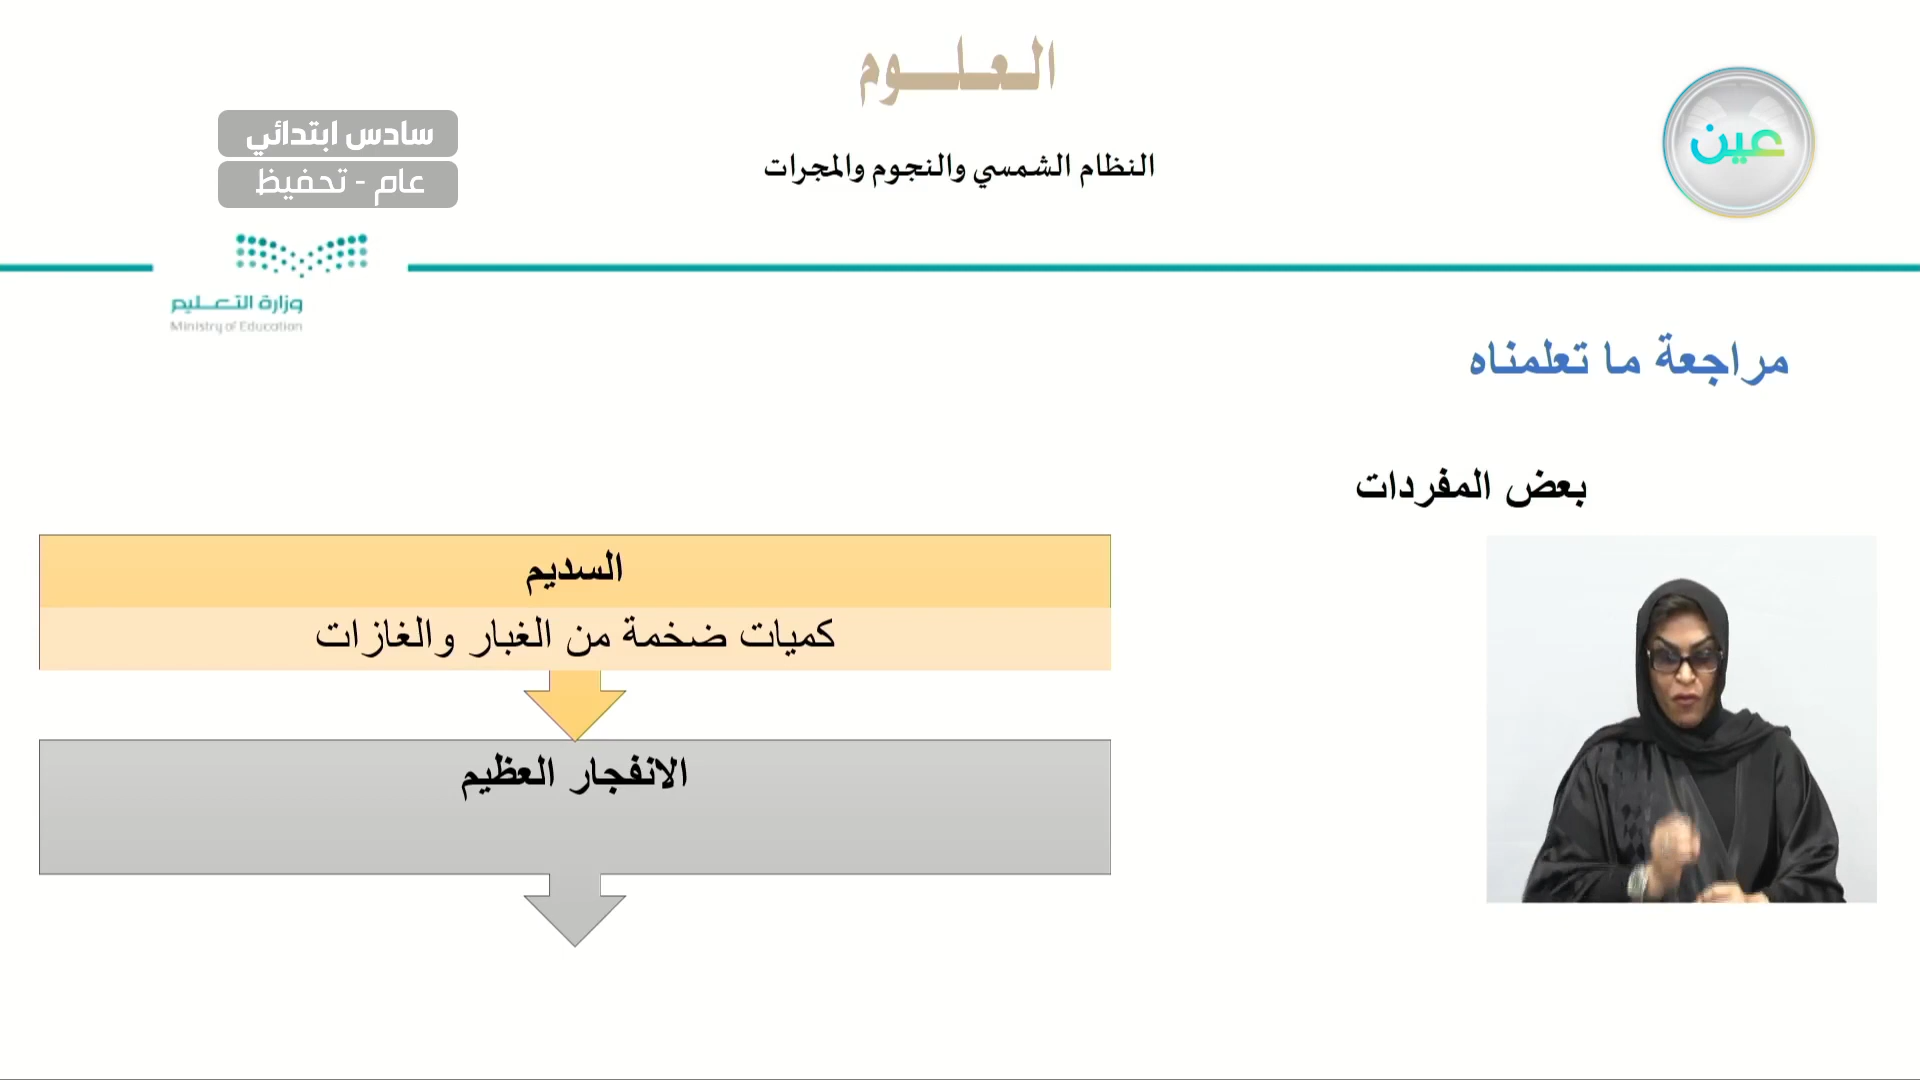 العلوم
النظام الشمسي والنجوم والمجرات
عين
سادس ابتدائي
عام - تحفيظ
وزارة التعليم
Ministry of Education
مراجعة ما تعلمناه
بعض المفردات
السديم
كميات ضخمة من الغبار والغازات
الانفجار العظيم